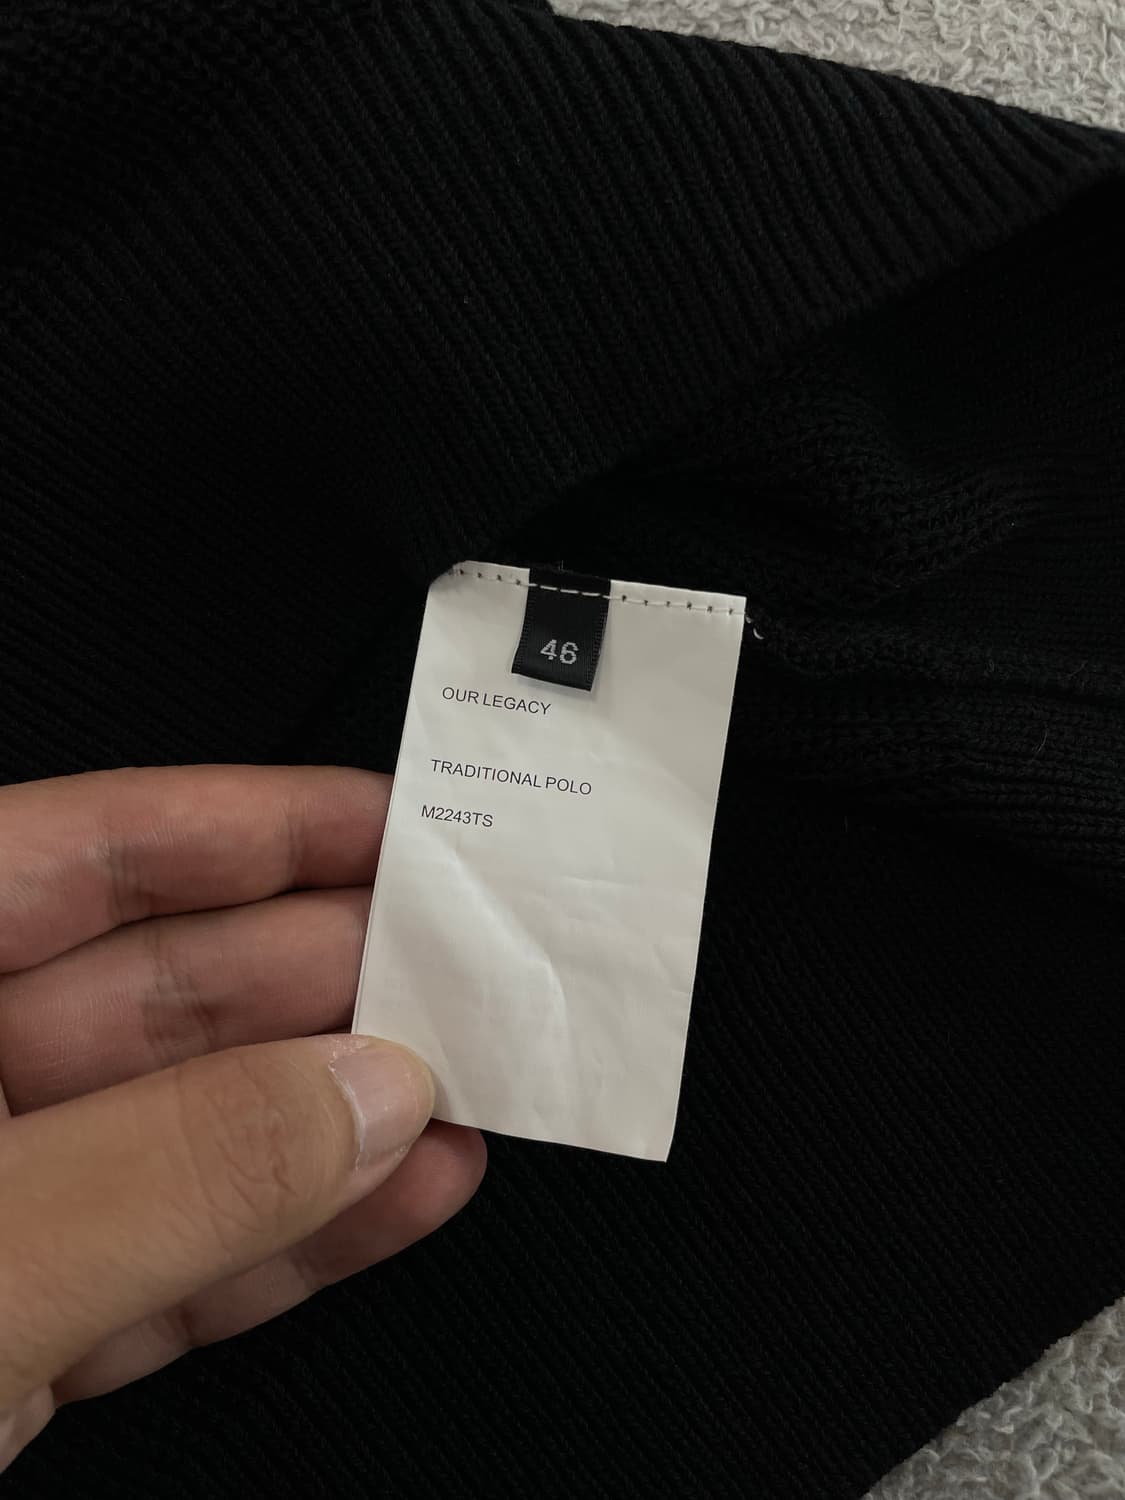 46
OUR LEGACY
TRADITIONAL POLO
M2243TS